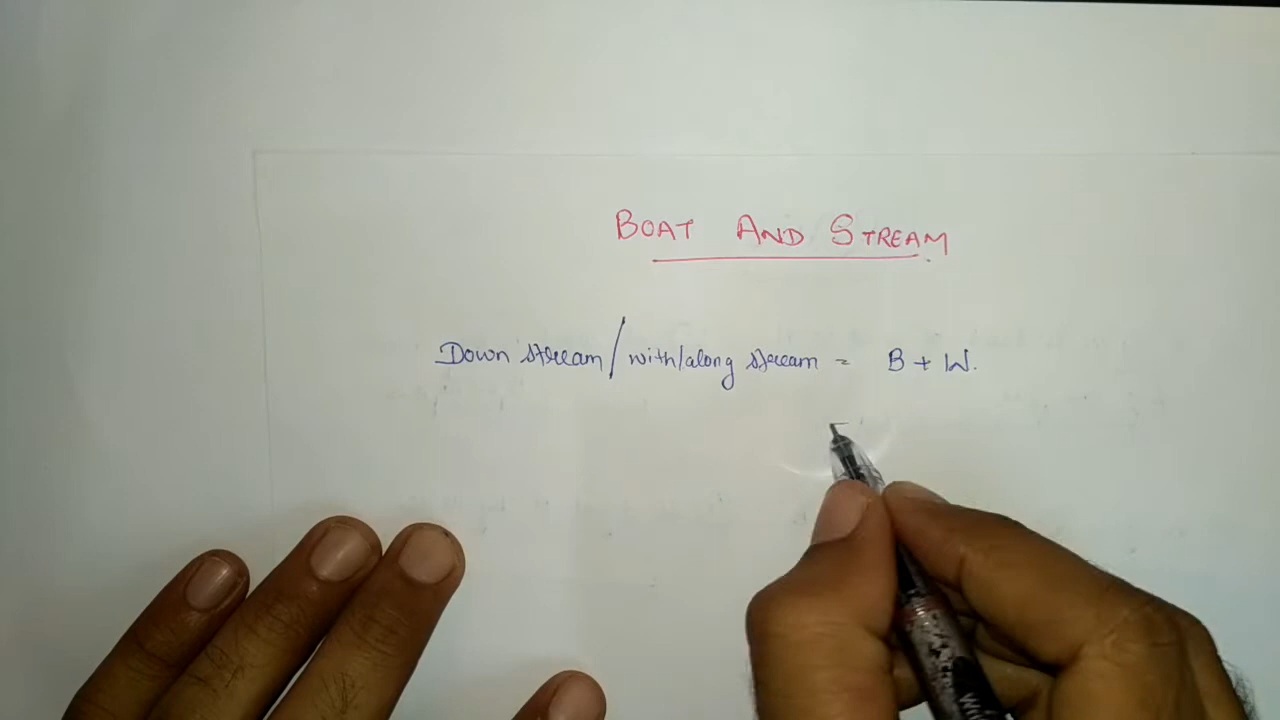 BOAT AND STREAM
Down stream/with/along stream = B + W.